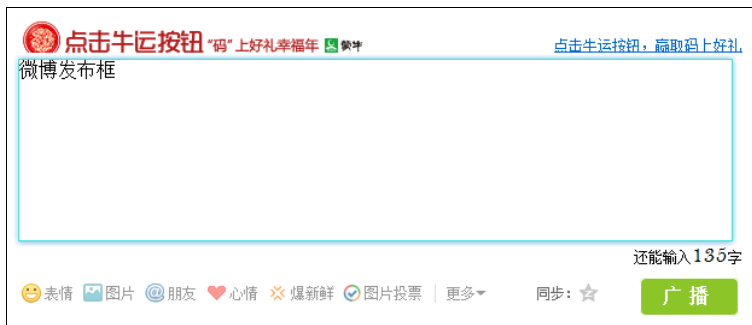 点击牛运按钮 “码”上好礼幸福年 蒙牛 点击牛运按钮，赢取码上好礼
微博发布框
还能输入135字
表情 图片 @朋友 心情 爆新鲜 图片投票 更多 同步： 广播